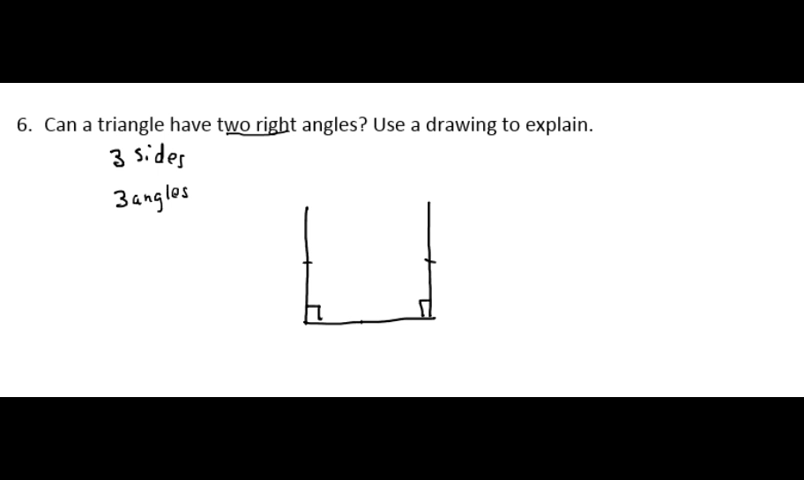 6. Can a triangle have two right angles? Use a drawing to explain.
3 sides
3 angles